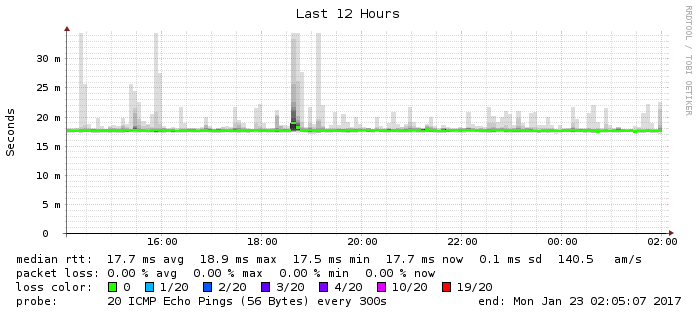 Last 12 Hours
RRDTOOL / TOBI OETIKER
Seconds
30 m
25 m
20 m
15 m
10 m
5 m
0
16:00 18:00 20:00 22:00 00:00 02:00
median rtt: 17.7 ms avg 18.9 ms max 17.5 ms min 17.7 ms now 0.1 ms sd 140.5 am/s
packet loss: 0.00 % avg 0.00 % max 0.00 % min 0.00 % now
loss color: 0 1/20 2/20 3/20 4/20 10/20 19/20
probe: 20 ICMP Echo Pings (56 Bytes) every 300s end: Mon Jan 23 02:05:07 2017